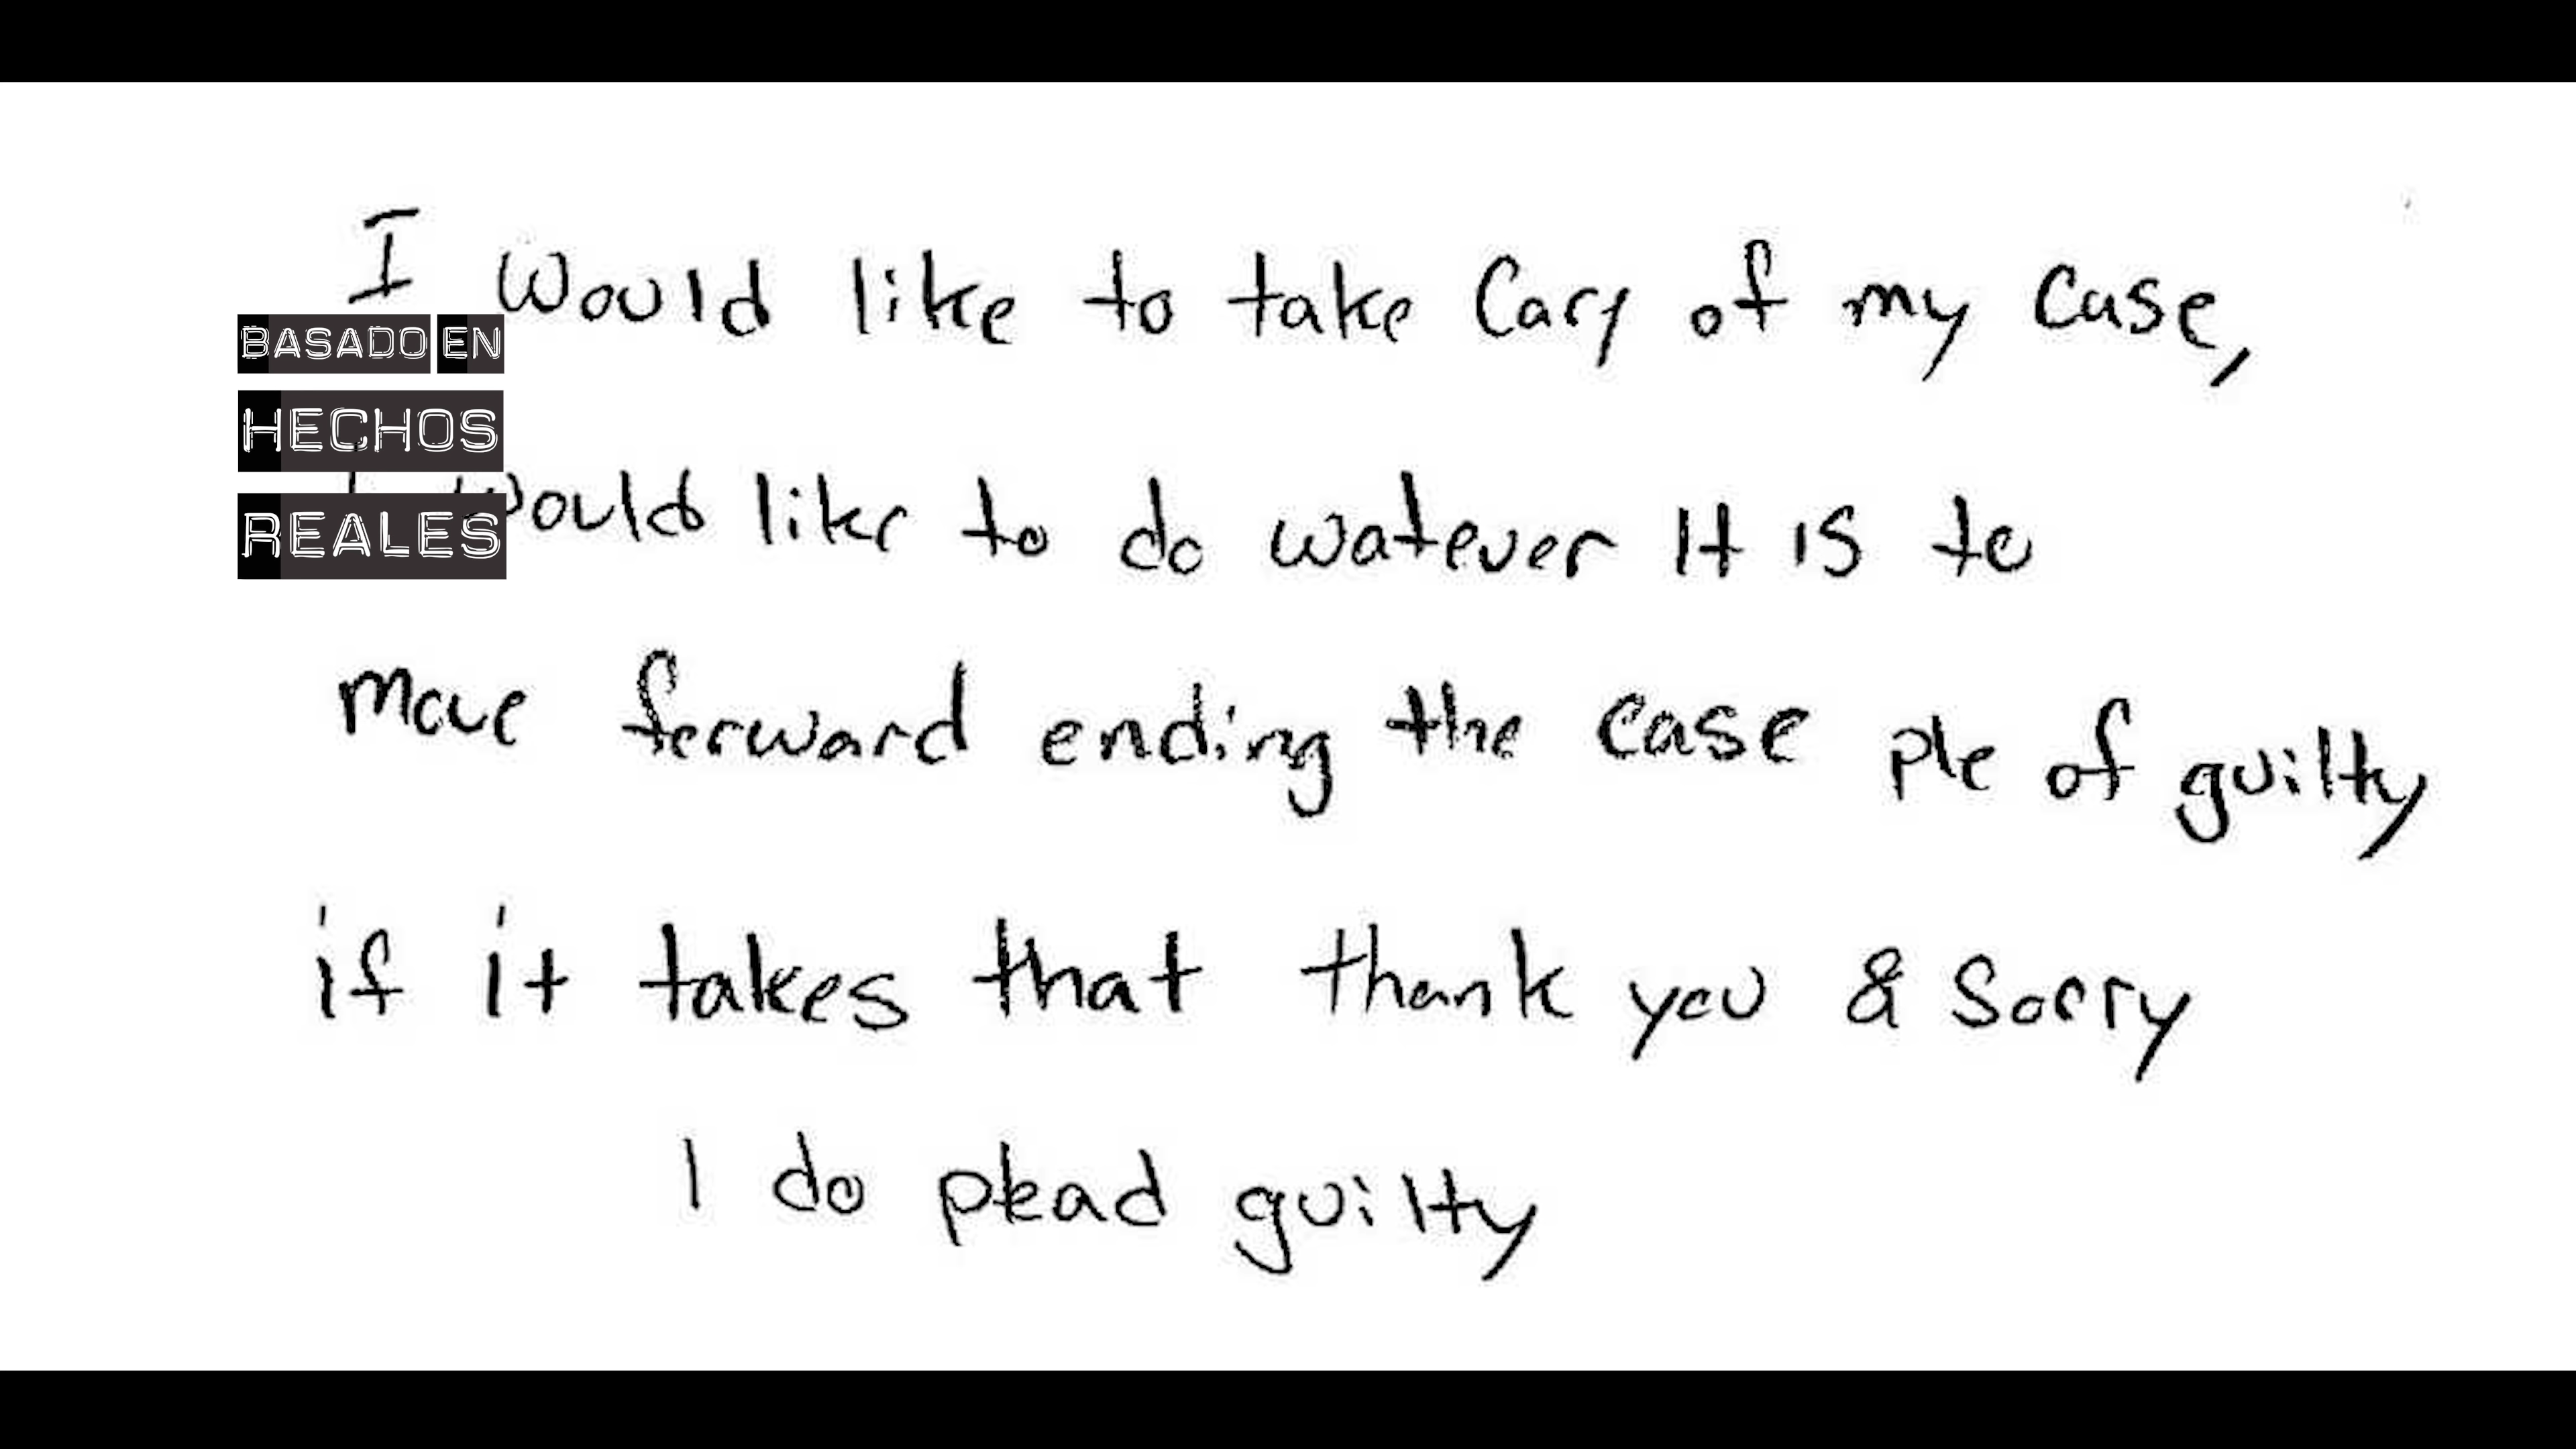 I Would like to take Cary of my Case,
BASADO EN
HECHOS
REALES
would like to do watever It is to
move forward ending the case ple of guilty
if it takes that thank you & Sorry
I do plead guilty